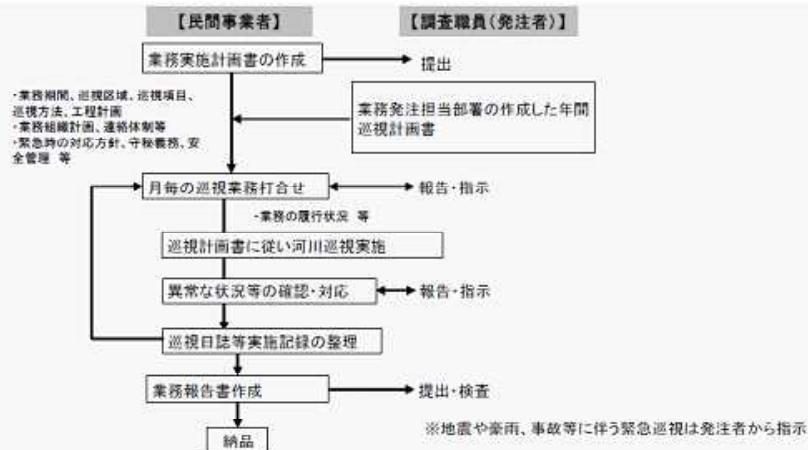 【民間事業者】
【調査職員(発注者)】
業務実施計画書の作成
提出
・業務期間、巡視区域、巡視項目、
巡視方法、工程計画
・業務組織計画、連絡体制等
・緊急時の対応方針、守秘義務、安
全管理 等
業務発注担当部署の作成した年間
巡視計画書
月毎の巡視業務打合せ
報告・指示
・業務の履行状況 等
巡視計画書に従い河川巡視実施
異常な状況等の確認・対応
報告・指示
巡視日誌等実施記録の整理
業務報告書作成
提出・検査
※地震や豪雨、事故等に伴う緊急巡視は発注者から指示
納品